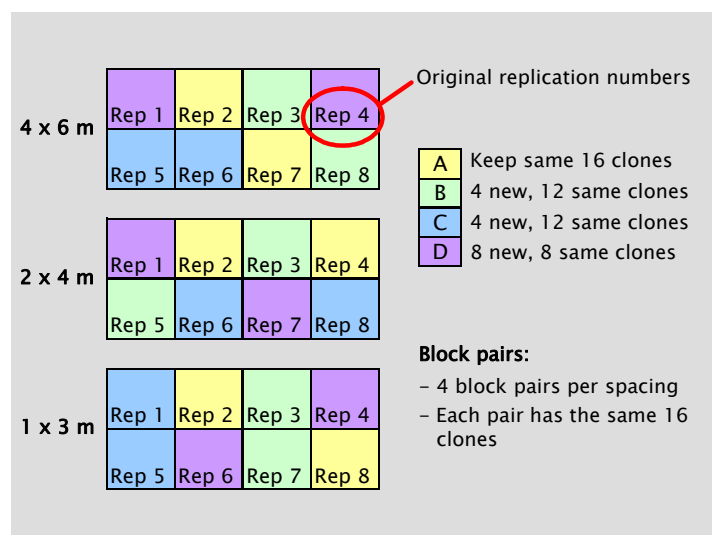 Original replication numbers
4 x 6 m
Rep 1 Rep 2 Rep 3 Rep 4
Rep 5 Rep 6 Rep 7 Rep 8
A Keep same 16 clones
B 4 new, 12 same clones
C 4 new, 12 same clones
D 8 new, 8 same clones
2 x 4 m
Rep 1 Rep 2 Rep 3 Rep 4
Rep 5 Rep 6 Rep 7 Rep 8
1 x 3 m
Rep 1 Rep 2 Rep 3 Rep 4
Rep 5 Rep 6 Rep 7 Rep 8
Block pairs:
– 4 block pairs per spacing
– Each pair has the same 16
clones